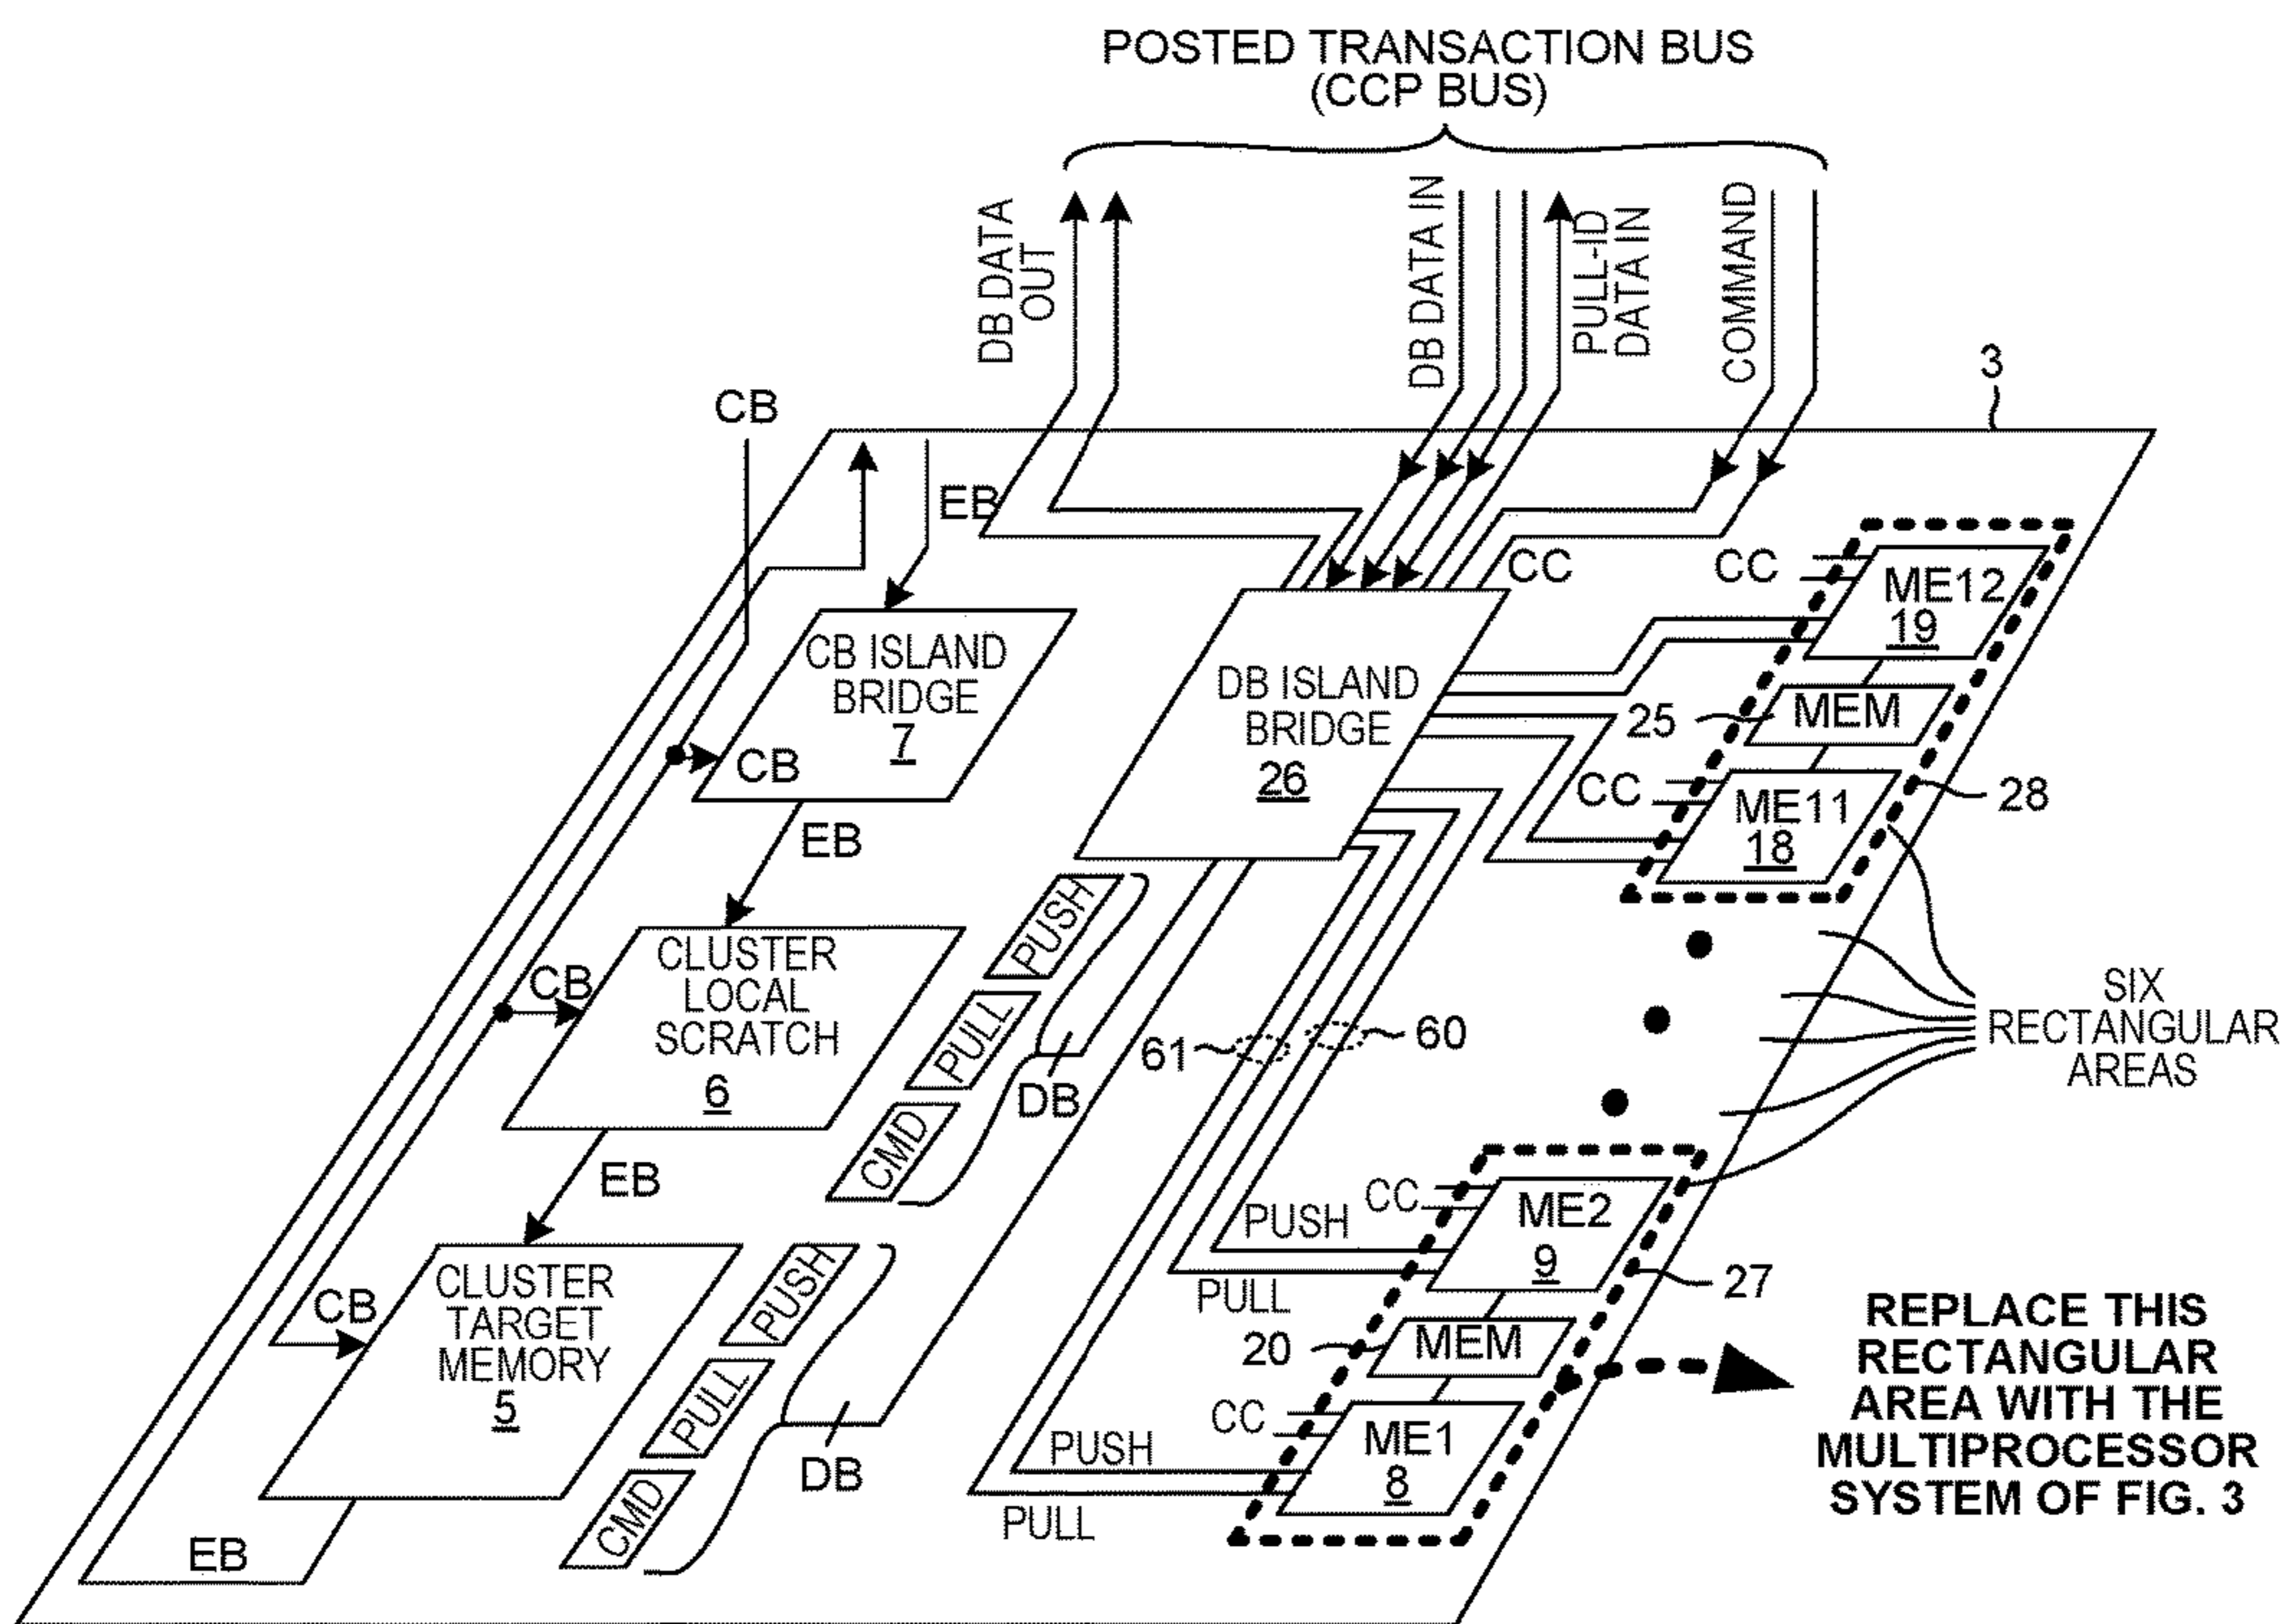 POSTED TRANSACTION BUS
(CCP BUS)
DB DATA
OUT
DB DATA IN
PULL-ID
DATA IN
COMMAND
3
CB
EB
CC
CC
ME12
19
CB ISLAND
BRIDGE
7
DB ISLAND
BRIDGE
26
25
MEM
CB
CC
ME11
18
28
EB
PUSH
PULL
CMD
DB
CLUSTER
LOCAL
SCRATCH
6
CB
61
60
SIX
RECTANGULAR
AREAS
EB
CC
ME2
9
PUSH
PULL
27
CLUSTER
TARGET
MEMORY
5
CB
PUSH
PULL
CMD
DB
20
MEM
CC
ME1
8
PUSH
PULL
REPLACE THIS
RECTANGULAR
AREA WITH THE
MULTIPROCESSOR
SYSTEM OF FIG. 3
EB